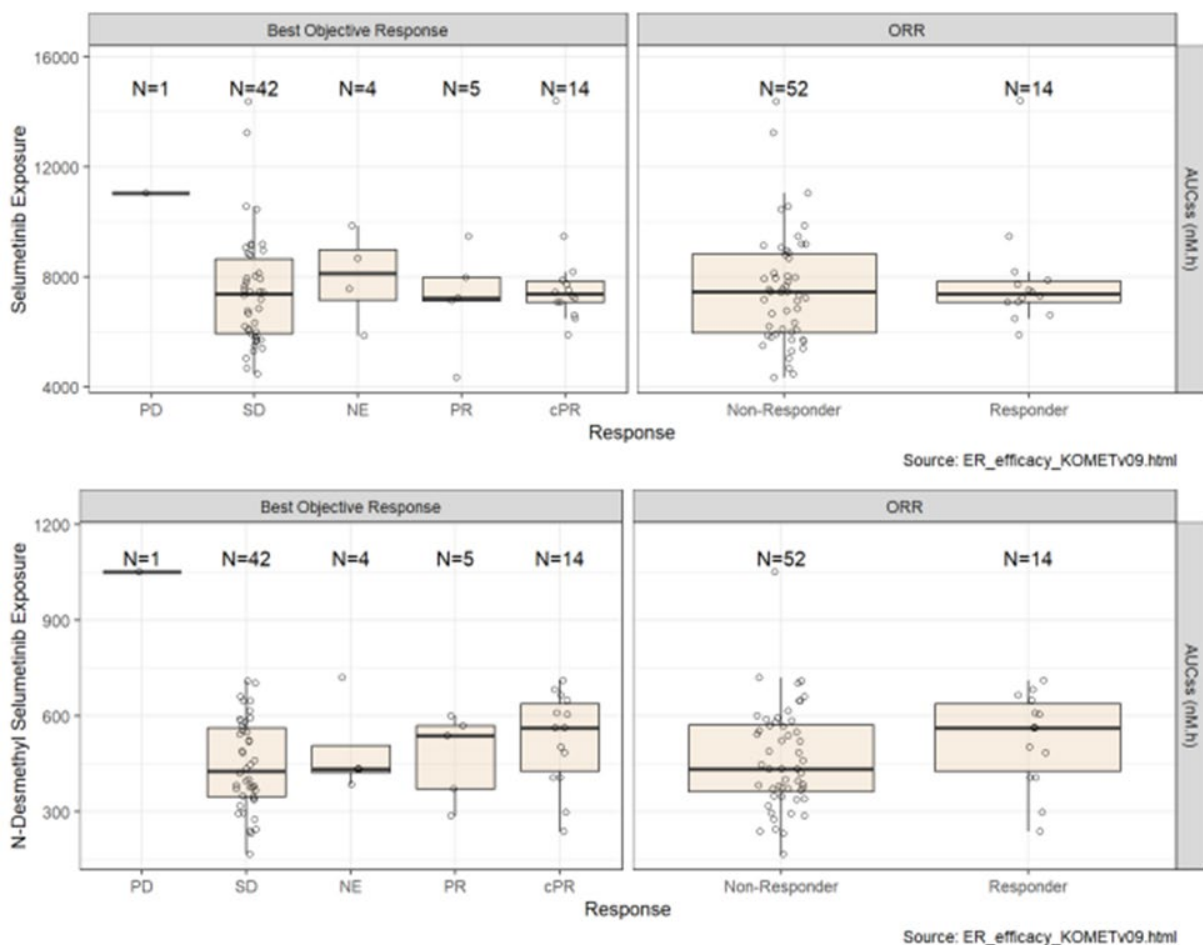 Best Objective Response
ORR
16000
12000
8000
4000
Selumetinib Exposure
N=1
N=42
N=4
N=5
N=14
N=52
N=14
AUCss (nM.h)
PD
SD
NE
PR
cPR
Non-Responder
Responder
Response
Source: ER_efficacy_KOMETv09.html
Best Objective Response
ORR
1200
900
600
300
N-Desmethyl Selumetinib Exposure
N=1
N=42
N=4
N=5
N=14
N=52
N=14
AUCss (nM.h)
PD
SD
NE
PR
cPR
Non-Responder
Responder
Response
Source: ER_efficacy_KOMETv09.html